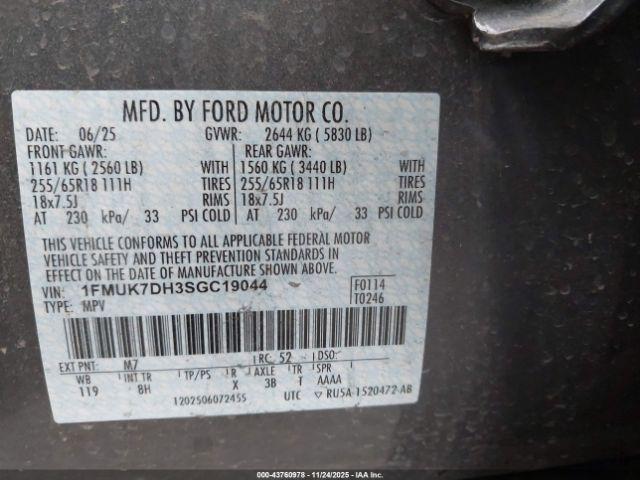 MFD. BY FORD MOTOR CO.
DATE: 06/25 GVWR: 2644 KG ( 5830 LB)
FRONT GAWR: REAR GAWR:
1161 KG ( 2560 LB) WITH 1560 KG ( 3440 LB) WITH
255/65R18 111H TIRES 255/65R18 111H TIRES
18x7.5J RIMS 18x7.5J RIMS
AT 230 kPa/ 33 PSI COLD AT 230 kPa/ 33 PSI COLD
THIS VEHICLE CONFORMS TO ALL APPLICABLE FEDERAL MOTOR
VEHICLE SAFETY AND THEFT PREVENTION STANDARDS IN
EFFECT ON THE DATE OF MANUFACTURE SHOWN ABOVE.
VIN: 1FMUK7DH3SGC19044 F0114
TYPE: MPV T0246
EXT PNT: M7 RC: 52 DSO:
WB INT TR TP/PS R AXLE TR SPR
119 8H X 3B T AAAA
1202506072455 UTC ▽ RU5A-1520472-AB
000-43760978 — 11/24/2025 — IAA Inc.